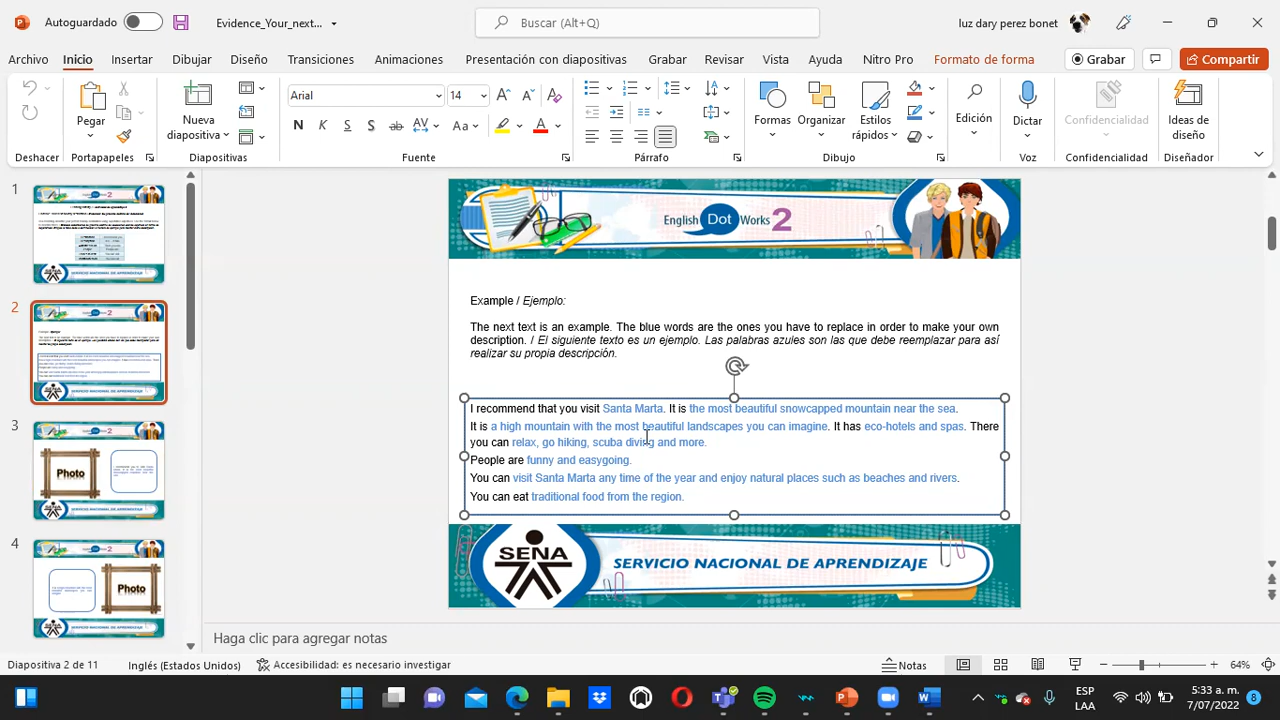 Autoguardado
Evidence_Your_next...
Buscar (Alt+Q)
luz dary perez bonet
Archivo Inicio Insertar Dibujar Diseño Transiciones Animaciones Presentación con diapositivas Grabar Revisar Vista Ayuda Nitro Pro Formato de forma Grabar Compartir
Arial 14
Pegar
Nueva diapositiva
N K S S ab AV Aa A
Formas Organizar Estilos rápidos
Edición
Dictar
Confidencialidad
Ideas de diseño
Deshacer Portapapeles Diapositivas Fuente Párrafo Dibujo Voz Confidencialidad Diseñador
1
2
3
Photo
4
Photo
English Dot Works 2
Example / Ejemplo:
The next text is an example. The blue words are the ones you have to replace in order to make your own
description. / El siguiente texto es un ejemplo. Las palabras azules son las que debe reemplazar para así
realizar su propia descripción.
I recommend that you visit Santa Marta. It is the most beautiful snowcapped mountain near the sea.
It is a high mountain with the most beautiful landscapes you can imagine. It has eco-hotels and spas. There
you can relax, go hiking, scuba diving and more.
People are funny and easygoing.
You can visit Santa Marta any time of the year and enjoy natural places such as beaches and rivers.
You can eat traditional food from the region.
SENA
SERVICIO NACIONAL DE APRENDIZAJE
Haga clic para agregar notas
Diapositiva 2 de 11 Inglés (Estados Unidos) Accesibilidad: es necesario investigar Notas 64%
ESP
LAA
5:33 a. m.
7/07/2022
8